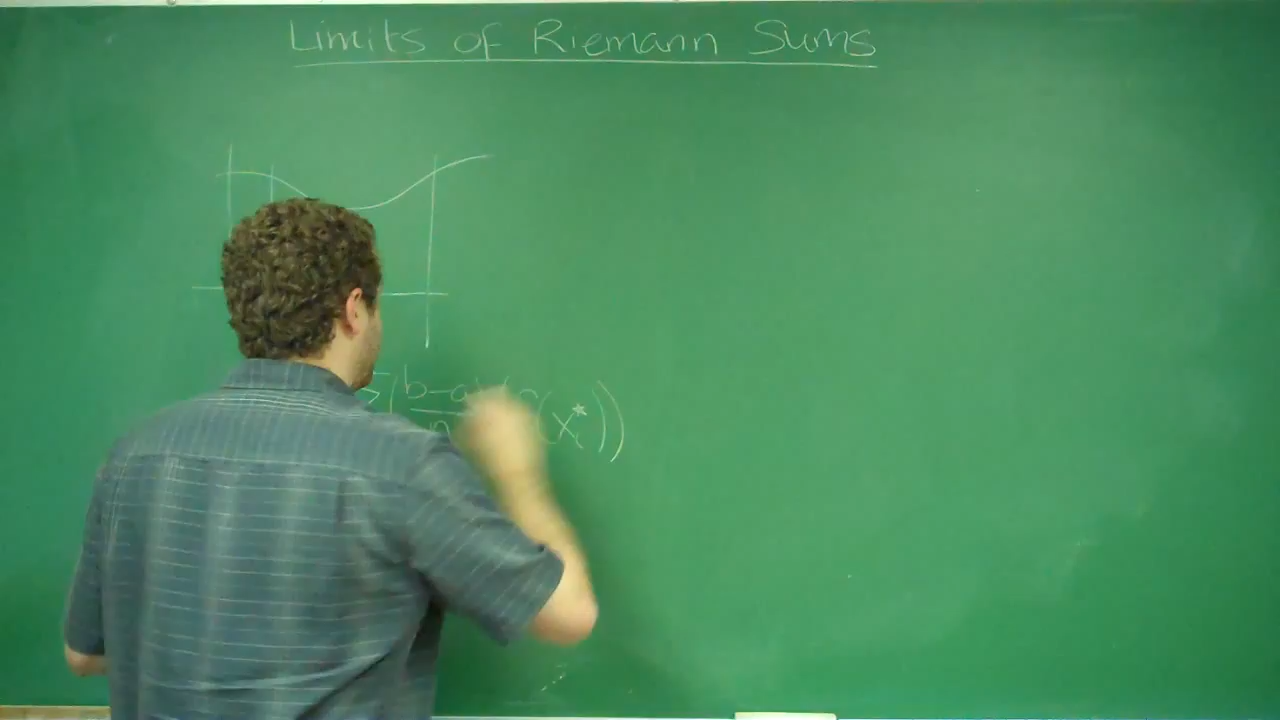 Limits of Riemann Sums
Σ(b-a/n (xᵢ*))